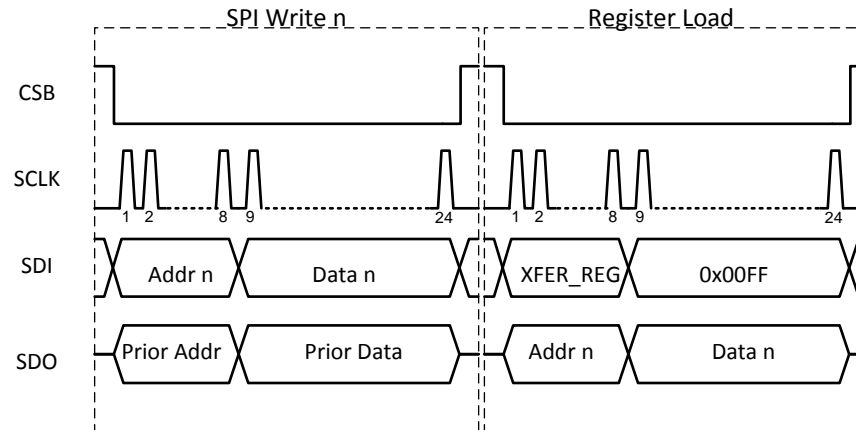 SPI Write n Register Load
CSB
SCLK
1 2 8 9 24 1 2 8 9 24
SDI Addr n Data n XFER_REG 0x00FF
SDO Prior Addr Prior Data Addr n Data n